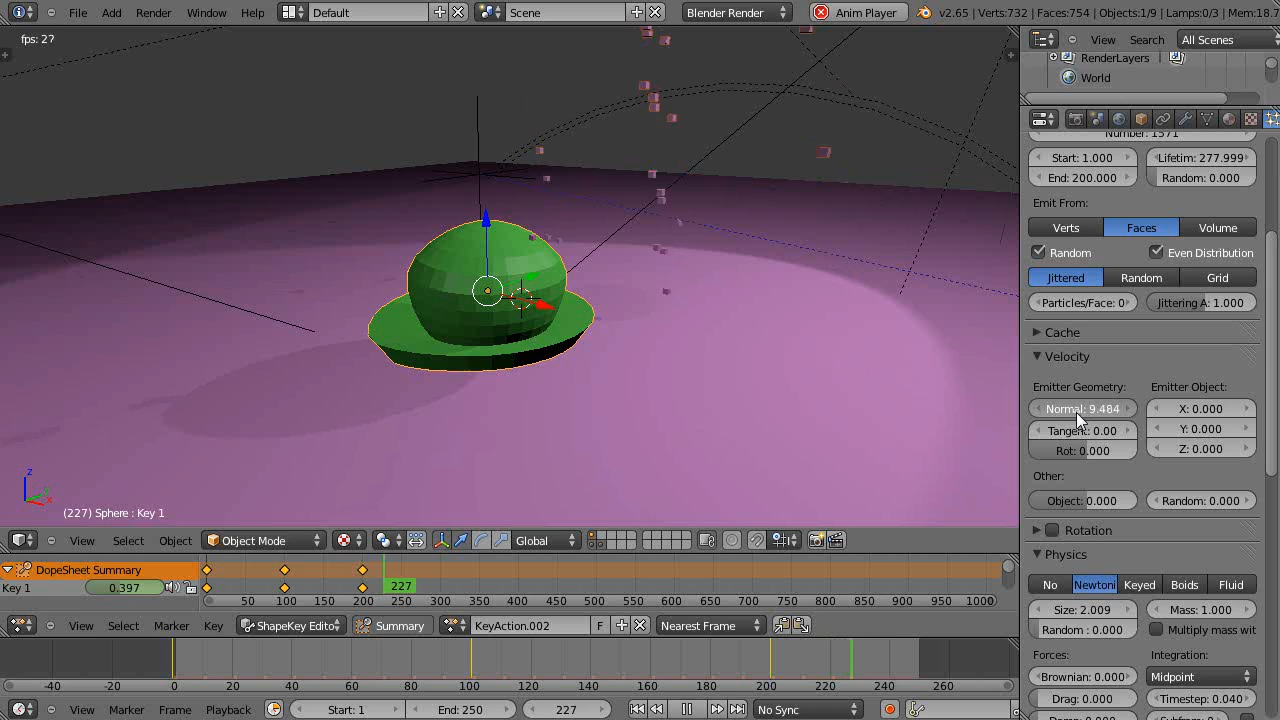 File Add Render Window Help Default Scene Blender Render Anim Player v2.65 | Verts:732 | Faces:754 | Objects:1/9 | Lamps:0/3 | Mem:18.7
fps: 27
(227) Sphere : Key 1
z
x
View Select Object Object Mode Global
View Search All Scenes
RenderLayers
World
Number: 1571
Start: 1.000 Lifetim: 277.999
End: 200.000 Random: 0.000
Emit From:
Verts Faces Volume
Random Even Distribution
Jittered Random Grid
Particles/Face: 0 Jittering A: 1.000
Cache
Velocity
Emitter Geometry: Emitter Object:
Normal: 9.484 X: 0.000
Tangent: 0.00 Y: 0.000
Rot: 0.000 Z: 0.000
Other:
Object: 0.000 Random: 0.000
Rotation
Physics
No Newtoni Keyed Boids Fluid
Size: 2.009 Mass: 1.000
Random : 0.000 Multiply mass wit
Forces: Integration:
Brownian: 0.000 Midpoint
Drag: 0.000 Timestep: 0.040
DopeSheet Summary
Key 1 0.397
227
50 100 150 200 250 300 350 400 450 500 550 600 650 700 750 800 850 900 950 1000
View Select Marker Key ShapeKey Edito Summary KeyAction.002 F Nearest Frame
-40 -20 0 20 40 60 80 100 120 140 160 180 200 220 240 260
View Marker Frame Playback Start: 1 End: 250 227 No Sync